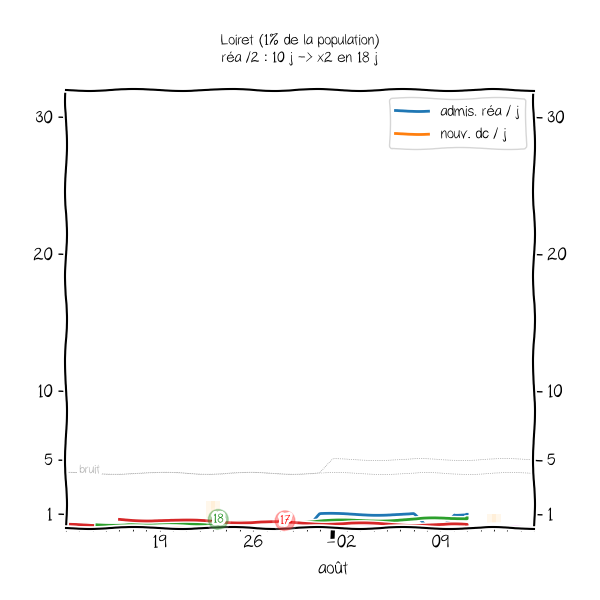 Loiret (1% de la population)
réa /2 : 10 j -> x2 en 18 j
admis. réa / j
nouv. dc / j
30
30
20
20
10
10
5
5
bruit
1
1
18
17
19
26
02
09
août